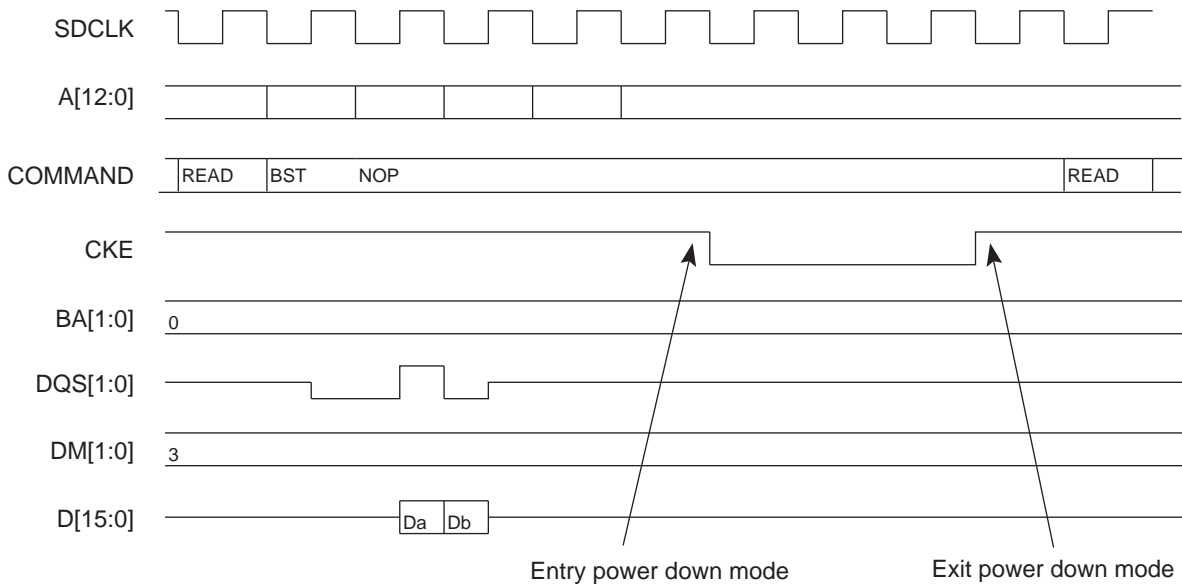 SDCLK
A[12:0]
COMMAND READ BST NOP READ
CKE
BA[1:0] 0
DQS[1:0]
DM[1:0] 3
D[15:0] Da Db
Entry power down mode Exit power down mode